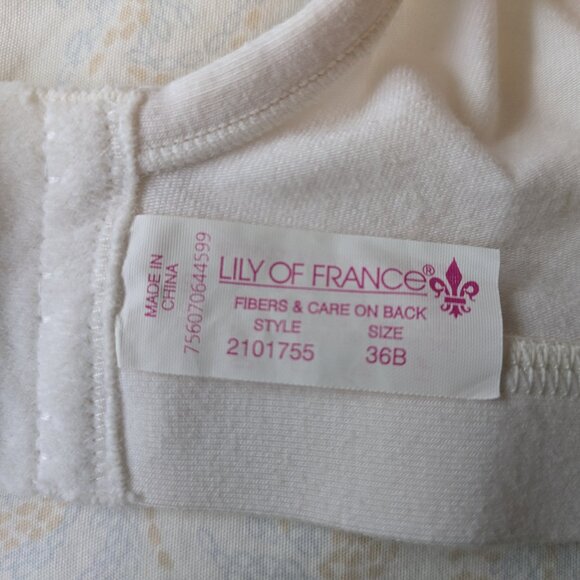 MADE IN
CHINA
756070644599
LILY OF FRANCE®
FIBERS & CARE ON BACK
STYLE SIZE
2101755 36B